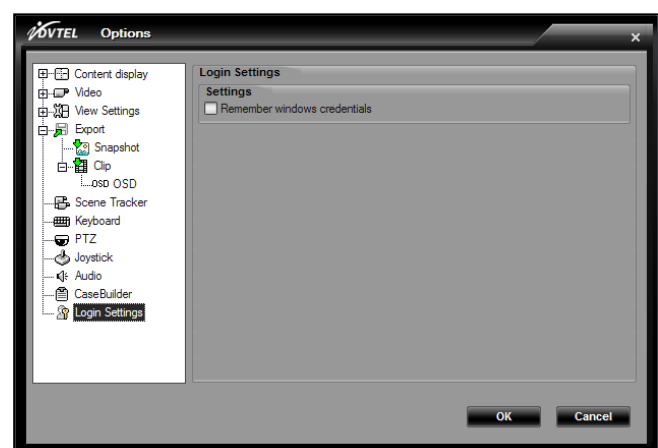 iDVTEL Options
Content display
Video
View Settings
Export
Snapshot
Clip
OSD OSD
Scene Tracker
Keyboard
PTZ
Joystick
Audio
CaseBuilder
Login Settings
Login Settings
Settings
Remember windows credentials
OK Cancel